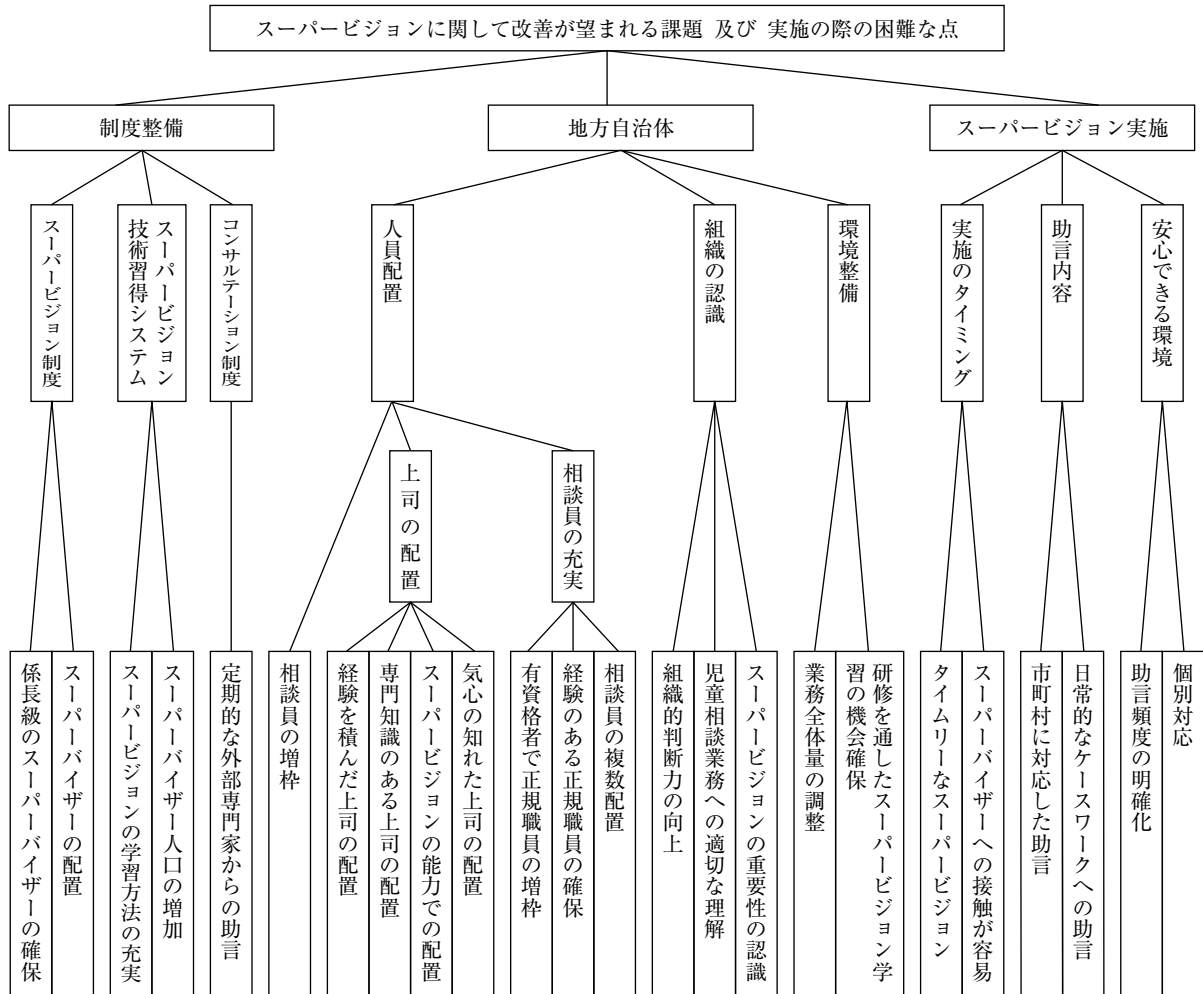 スーパービジョンに関して改善が望まれる課題 及び 実施の際の困難な点
制度整備
地方自治体
スーパービジョン実施
スーパービジョン制度
スーパービジョン
技術習得システム
コンサルテーション制度
人員配置
組織の認識
環境整備
実施のタイミング
助言内容
安心できる環境
上司の配置
相談員の充実
係長級のスーパーバイザーの確保
スーパーバイザーの配置
スーパービジョンの学習方法の充実
スーパーバイザー人口の増加
定期的な外部専門家からの助言
相談員の増枠
経験を積んだ上司の配置
専門知識のある上司の配置
スーパービジョンの能力での配置
気心の知れた上司の配置
有資格者で正規職員の増枠
経験のある正規職員の確保
相談員の複数配置
組織的判断力の向上
児童相談業務への適切な理解
スーパービジョンの重要性の認識
業務全体量の調整
研修を通したスーパービジョン学
習の機会確保
タイムリーなスーパービジョン
スーパーバイザーへの接触が容易
市町村に対応した助言
日常的なケースワークへの助言
助言頻度の明確化
個別対応